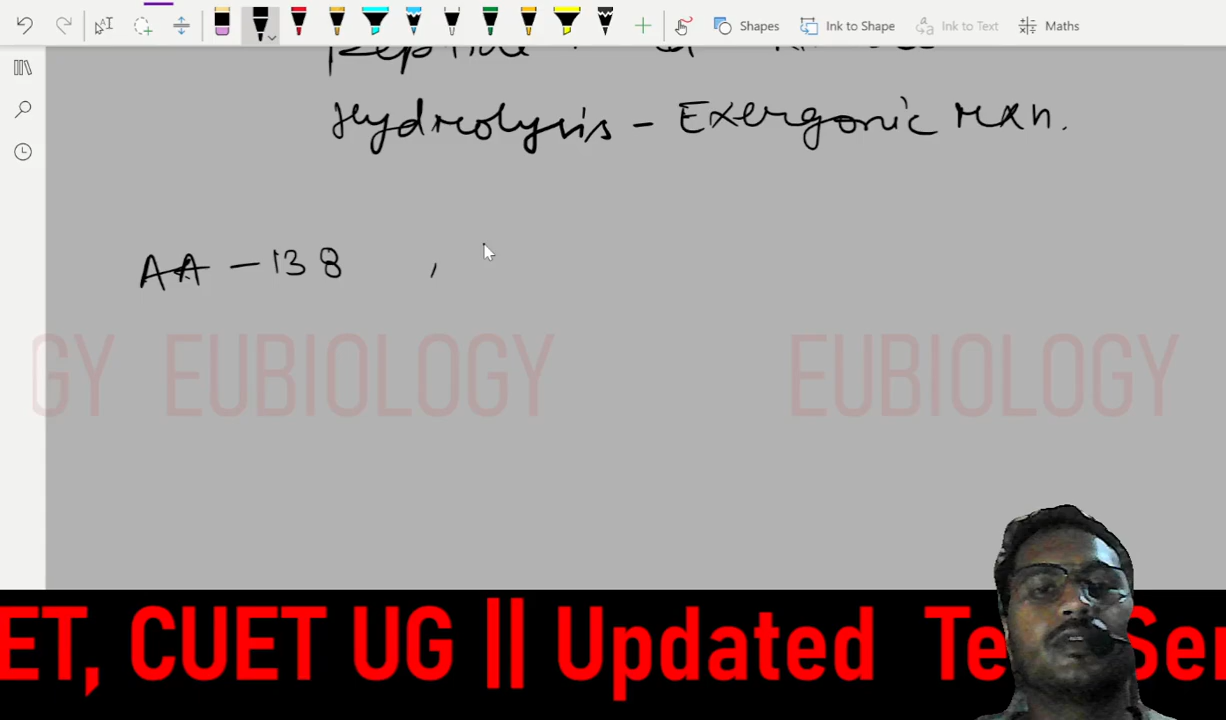 Shapes Ink to Shape Ink to Text Maths
Hydrolysis - Exergonic rxn.
AA - 138 ,
GY EUBIOLOGY EUBIOLOGY
ET, CUET UG || Updated Te Ser